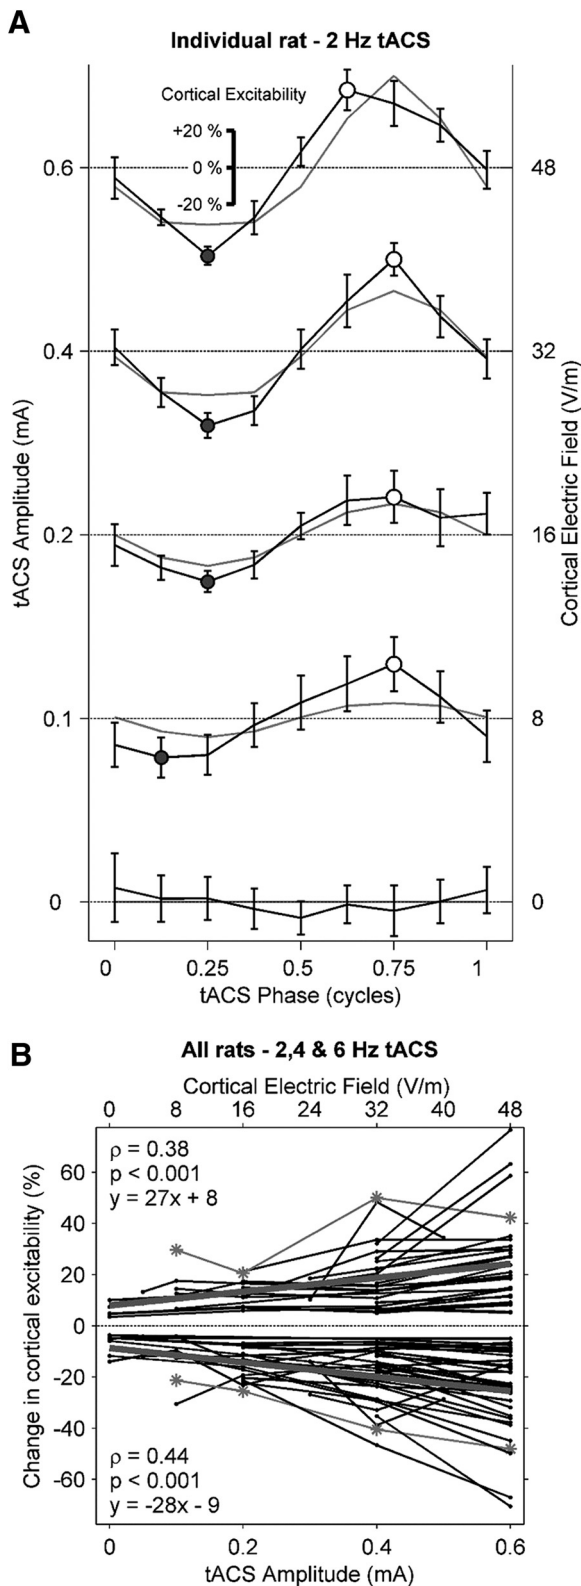 A
Individual rat - 2 Hz tACS
Cortical Excitability
+20 %
0 %
-20 %
tACS Amplitude (mA)
0.6
0.4
0.2
0.1
0
Cortical Electric Field (V/m)
48
32
16
8
0
0 0.25 0.5 0.75 1
tACS Phase (cycles)
B
All rats - 2,4 & 6 Hz tACS
Cortical Electric Field (V/m)
0 8 16 24 32 40 48
Change in cortical excitability (%)
60
40
20
0
-20
-40
-60
ρ = 0.38
p < 0.001
y = 27x + 8
ρ = 0.44
p < 0.001
y = -28x - 9
0 0.2 0.4 0.6
tACS Amplitude (mA)